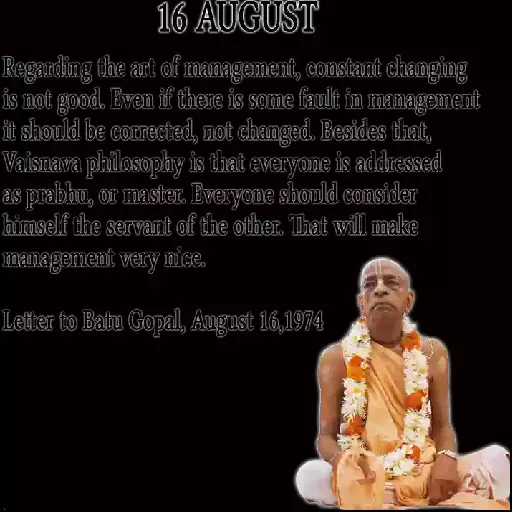 16 AUGUST
Regarding the art of management, constant changing
is not good. Even if there is some fault in management
it should be corrected, not changed. Besides that,
Vaisnava philosophy is that everyone is addressed
as prabhu, or master. Everyone should consider
himself the servant of the other. That will make
management very nice.
Letter to Batu Gopal, August 16,1974